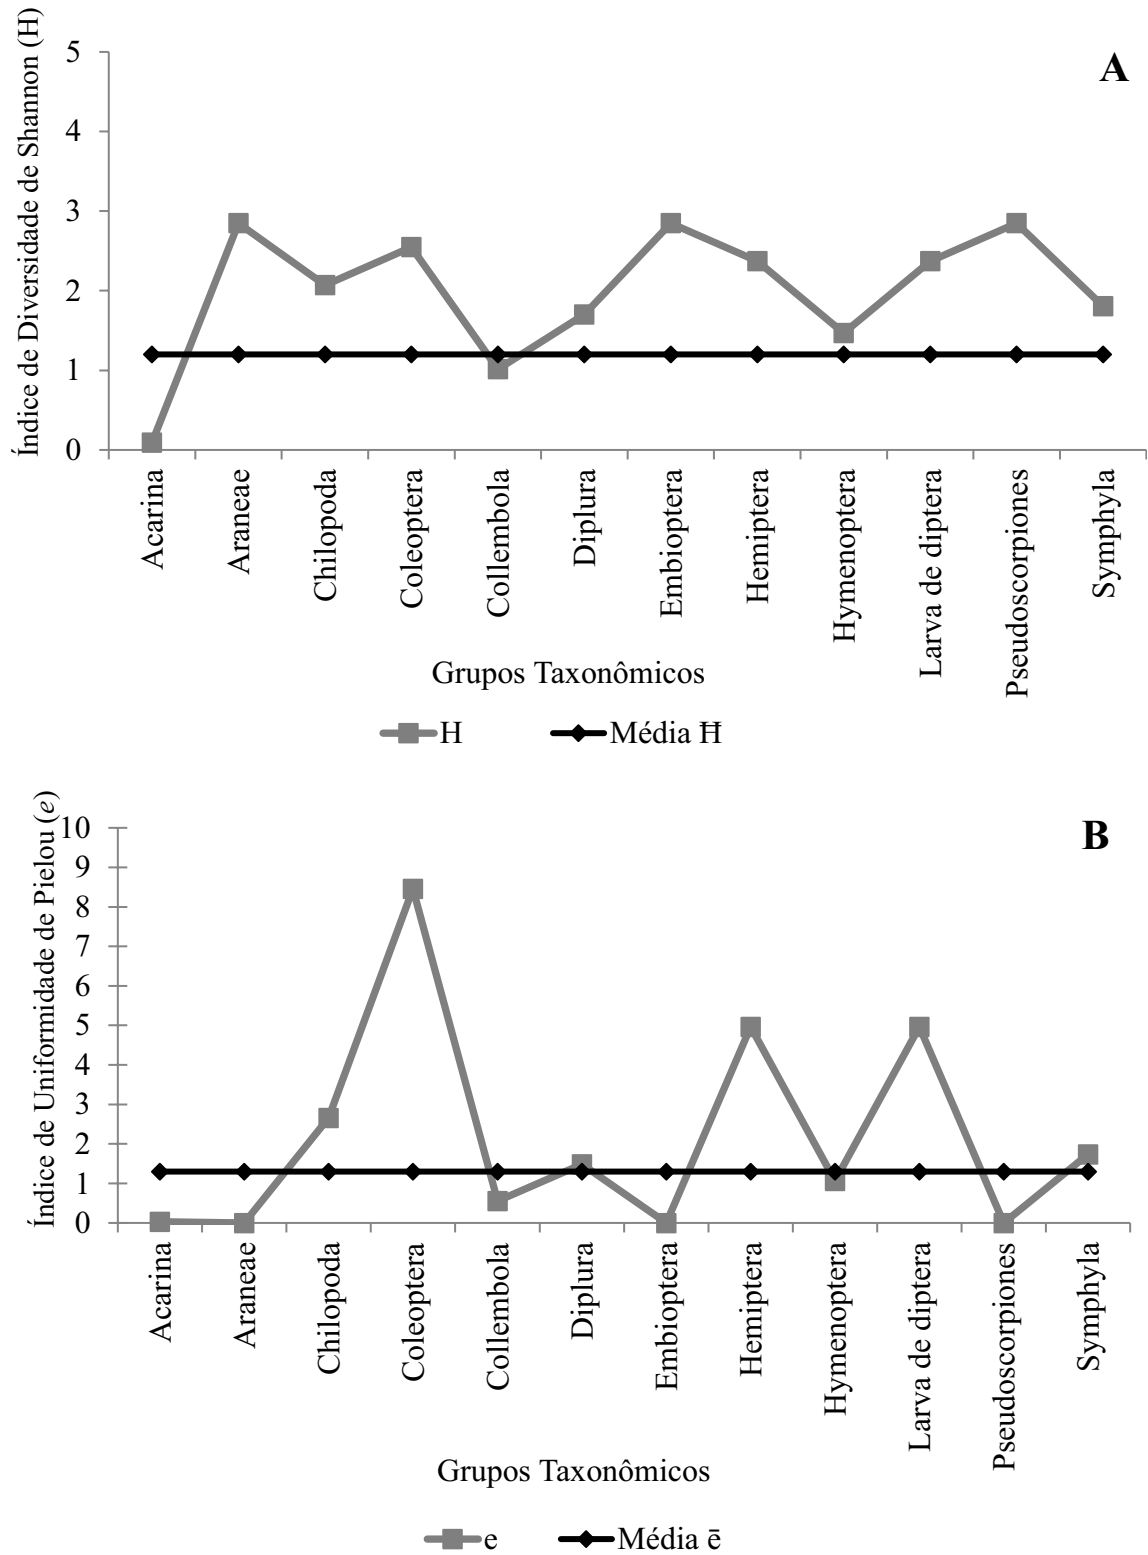 A
Índice de Diversidade de Shannon (H)
5
4
3
2
1
0
Acarina
Araneae
Chilopoda
Coleoptera
Collembola
Diplura
Embioptera
Hemiptera
Hymenoptera
Larva de diptera
Pseudoscorpiones
Symphyla
Grupos Taxonômicos
H
Média Ħ
B
Índice de Uniformidade de Pielou (e)
10
9
8
7
6
5
4
3
2
1
0
Acarina
Araneae
Chilopoda
Coleoptera
Collembola
Diplura
Embioptera
Hemiptera
Hymenoptera
Larva de diptera
Pseudoscorpiones
Symphyla
Grupos Taxonômicos
e
Média ē